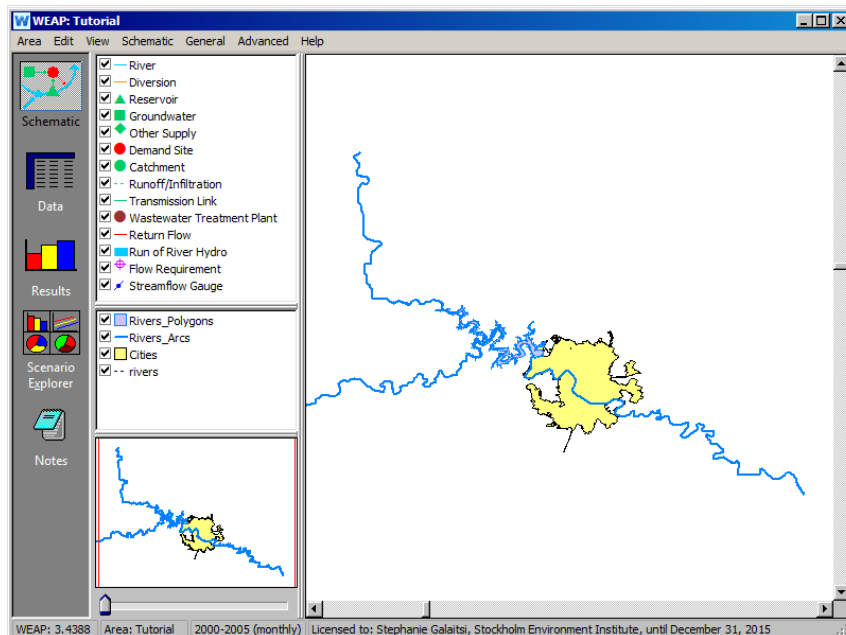 WEAP: Tutorial
Area Edit View Schematic General Advanced Help
Schematic
Data
Results
Scenario
Explorer
Notes
River
Diversion
Reservoir
Groundwater
Other Supply
Demand Site
Catchment
Runoff/Infiltration
Transmission Link
Wastewater Treatment Plant
Return Flow
Run of River Hydro
Flow Requirement
Streamflow Gauge
Rivers_Polygons
Rivers_Arcs
Cities
rivers
WEAP: 3.4388 Area: Tutorial 2000-2005 (monthly) Licensed to: Stephanie Galaitsi, Stockholm Environment Institute, until December 31, 2015